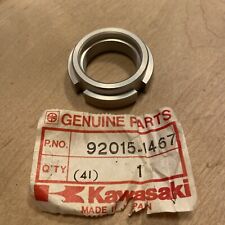 GENUINE PARTS
P.NO. 92015-1467
Q'TY (41) 1
Kawasaki
MADE IN JAPAN